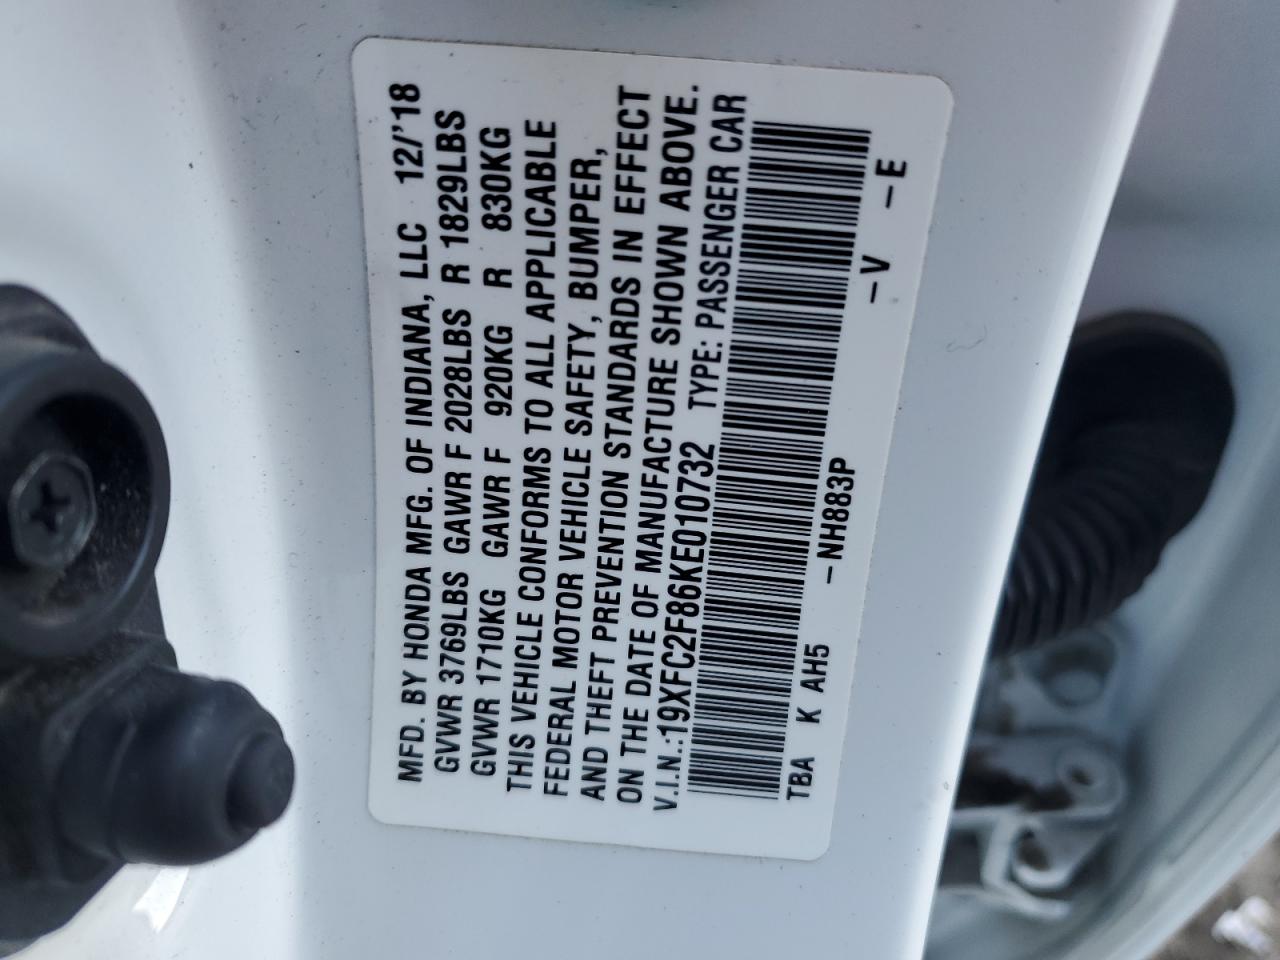 MFD. BY HONDA MFG. OF INDIANA, LLC 12/'18
GVWR 3769LBS GAWR F 2028LBS R 1829LBS
GVWR 1710KG GAWR F 920KG R 830KG
THIS VEHICLE CONFORMS TO ALL APPLICABLE
FEDERAL MOTOR VEHICLE SAFETY, BUMPER,
AND THEFT PREVENTION STANDARDS IN EFFECT
ON THE DATE OF MANUFACTURE SHOWN ABOVE.
V.I.N.:19XFC2F86KE010732 TYPE: PASSENGER CAR
TBA K AH5 –NH883P –V –E